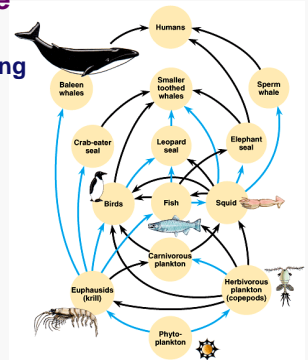 ing
Humans
Baleen
whales
Smaller
toothed
whales
Sperm
whale
Crab-eater
seal
Leopard
seal
Elephant
seal
Birds
Fish
Squid
Carnivorous
plankton
Euphausids
(krill)
Herbivorous
plankton
(copepods)
Phyto-
plankton